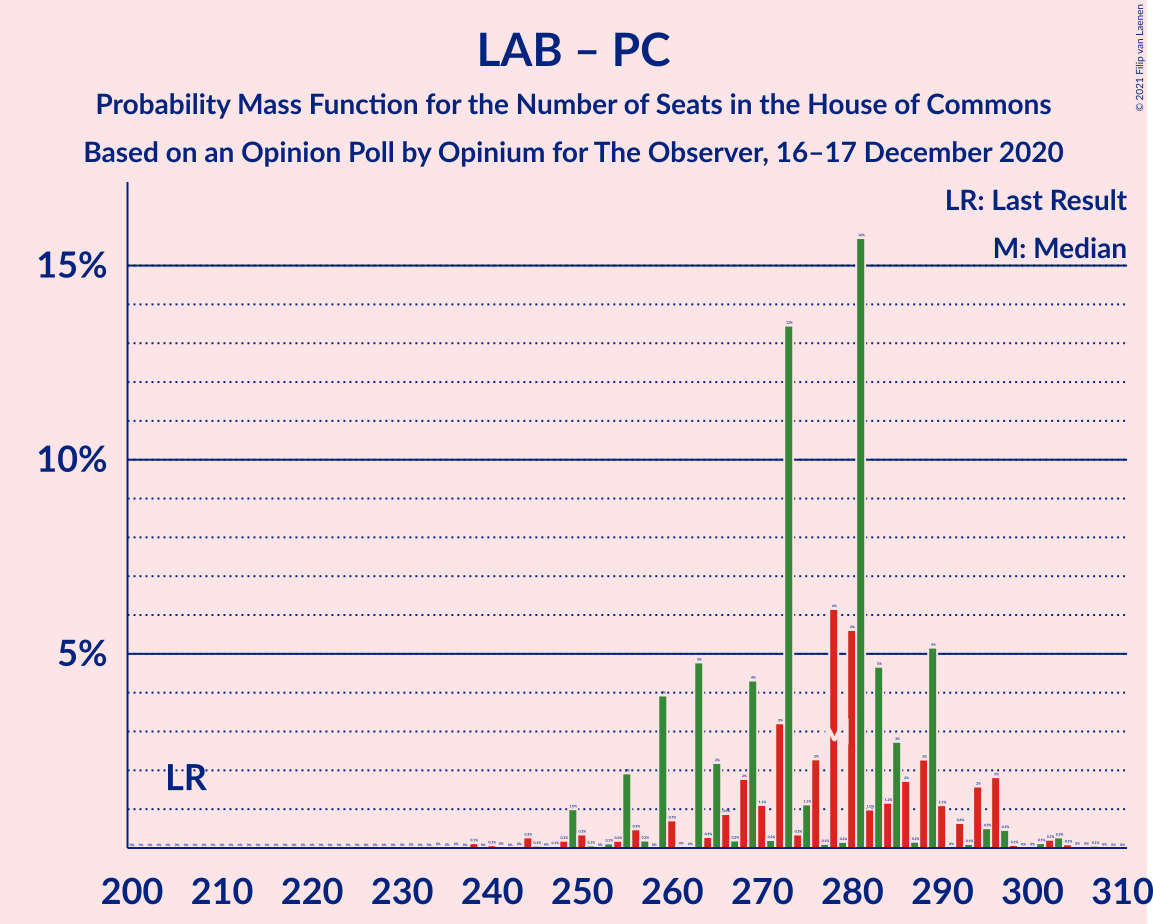 LAB – PC
Probability Mass Function for the Number of Seats in the House of Commons
Based on an Opinion Poll by Opinium for The Observer, 16–17 December 2020
© 2021 Filip van Laenen
LR: Last Result
M: Median
15%
10%
5%
LR
M
200 210 220 230 240 250 260 270 280 290 300 310